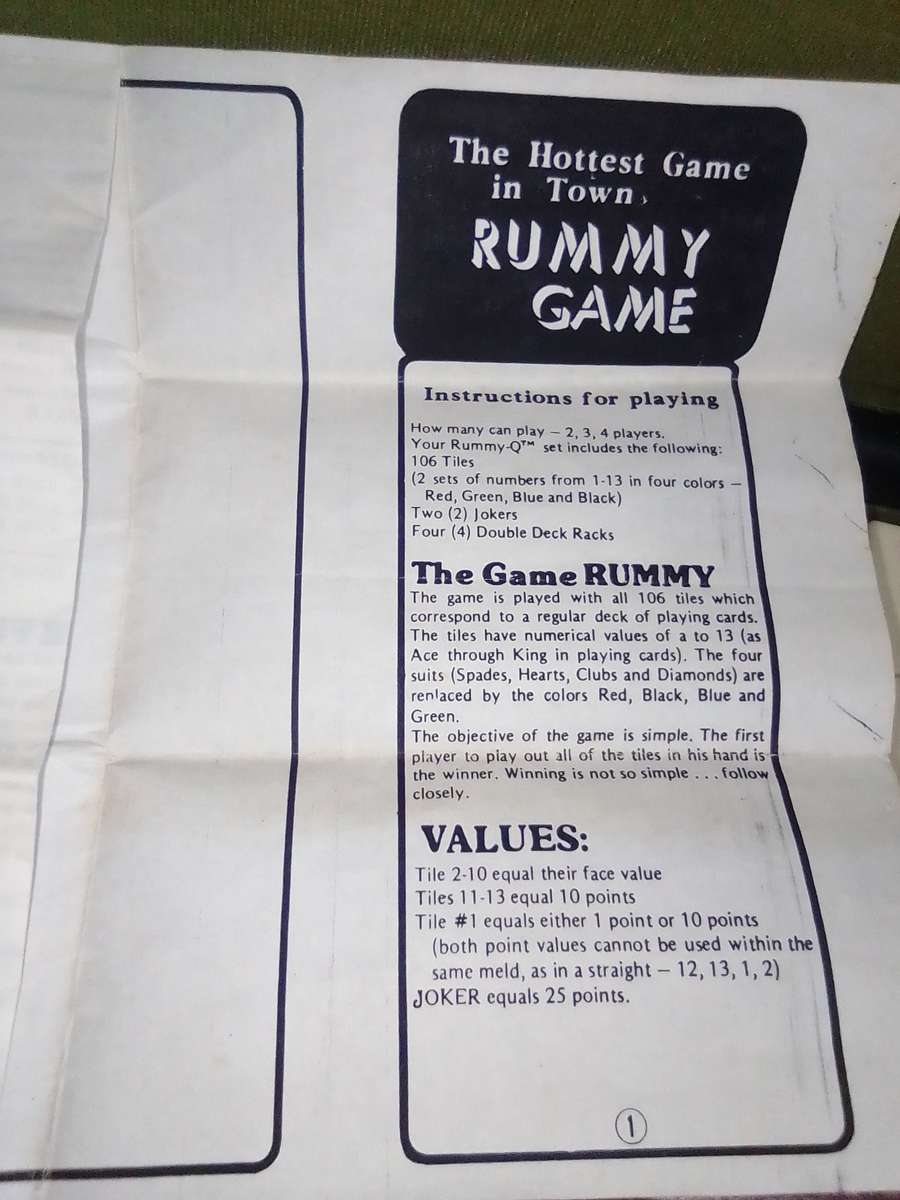 The Hottest Game
in Town,
RUMMY
GAME
Instructions for playing
How many can play – 2, 3, 4 players.
Your Rummy-Q™ set includes the following:
106 Tiles
(2 sets of numbers from 1-13 in four colors –
Red, Green, Blue and Black)
Two (2) Jokers
Four (4) Double Deck Racks
The Game RUMMY
The game is played with all 106 tiles which
correspond to a regular deck of playing cards.
The tiles have numerical values of a to 13 (as
Ace through King in playing cards). The four
suits (Spades, Hearts, Clubs and Diamonds) are
replaced by the colors Red, Black, Blue and
Green.
The objective of the game is simple. The first
player to play out all of the tiles in his hand is
the winner. Winning is not so simple . . . follow
closely.
VALUES:
Tile 2-10 equal their face value
Tiles 11-13 equal 10 points
Tile #1 equals either 1 point or 10 points
(both point values cannot be used within the
same meld, as in a straight – 12, 13, 1, 2)
JOKER equals 25 points.
1